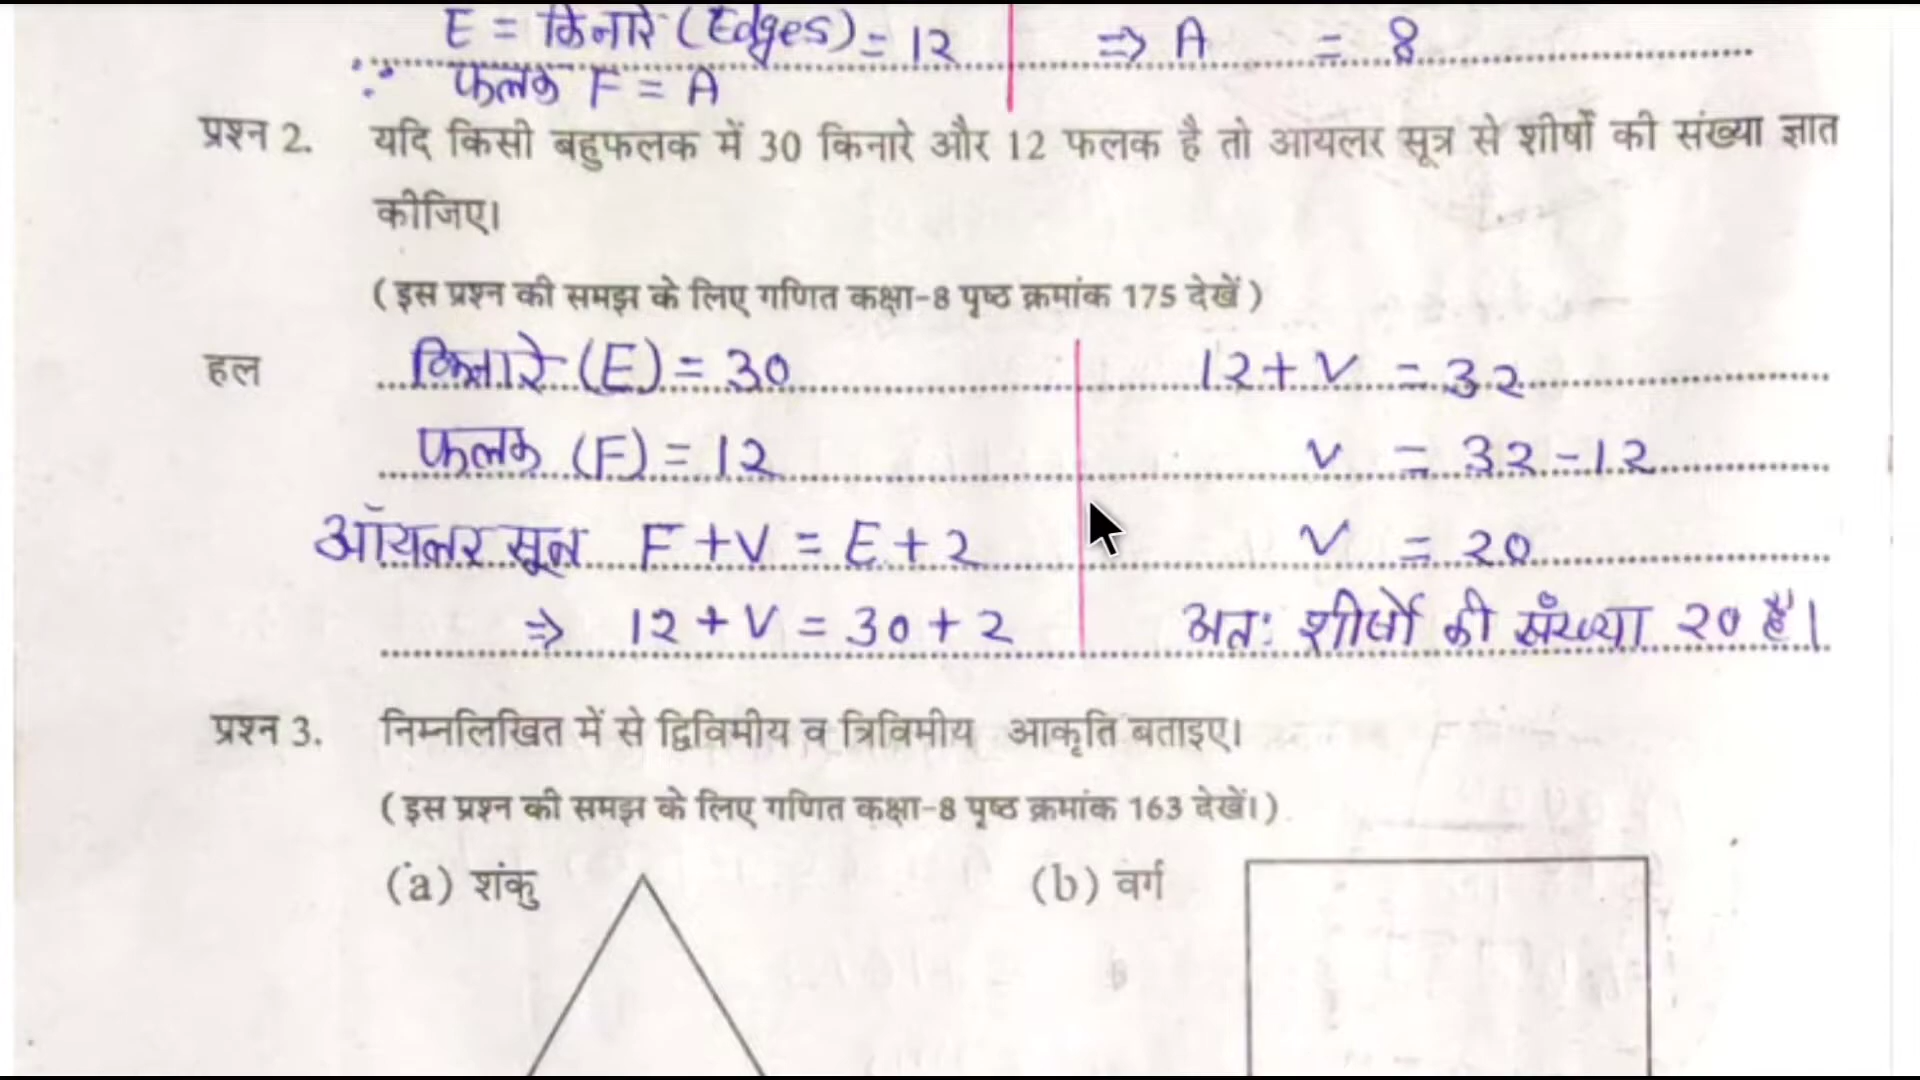 E = किनारे (Edges) = 12 ⇒ A = 8
∵ फलक F = A
प्रश्न 2. यदि किसी बहुफलक में 30 किनारे और 12 फलक है तो आयलर सूत्र से शीर्षों की संख्या ज्ञात
कीजिए।
(इस प्रश्न की समझ के लिए गणित कक्षा-8 पृष्ठ क्रमांक 175 देखें)
हल किनारे (E) = 30 12 + V = 32
फलक (F) = 12 V = 32 - 12
ऑयलर सूत्र F + V = E + 2 V = 20
⇒ 12 + V = 30 + 2 अतः शीर्षों की संख्या 20 है।
प्रश्न 3. निम्नलिखित में से द्विविमीय व त्रिविमीय आकृति बताइए।
(इस प्रश्न की समझ के लिए गणित कक्षा-8 पृष्ठ क्रमांक 163 देखें।)
(a) शंकु (b) वर्ग